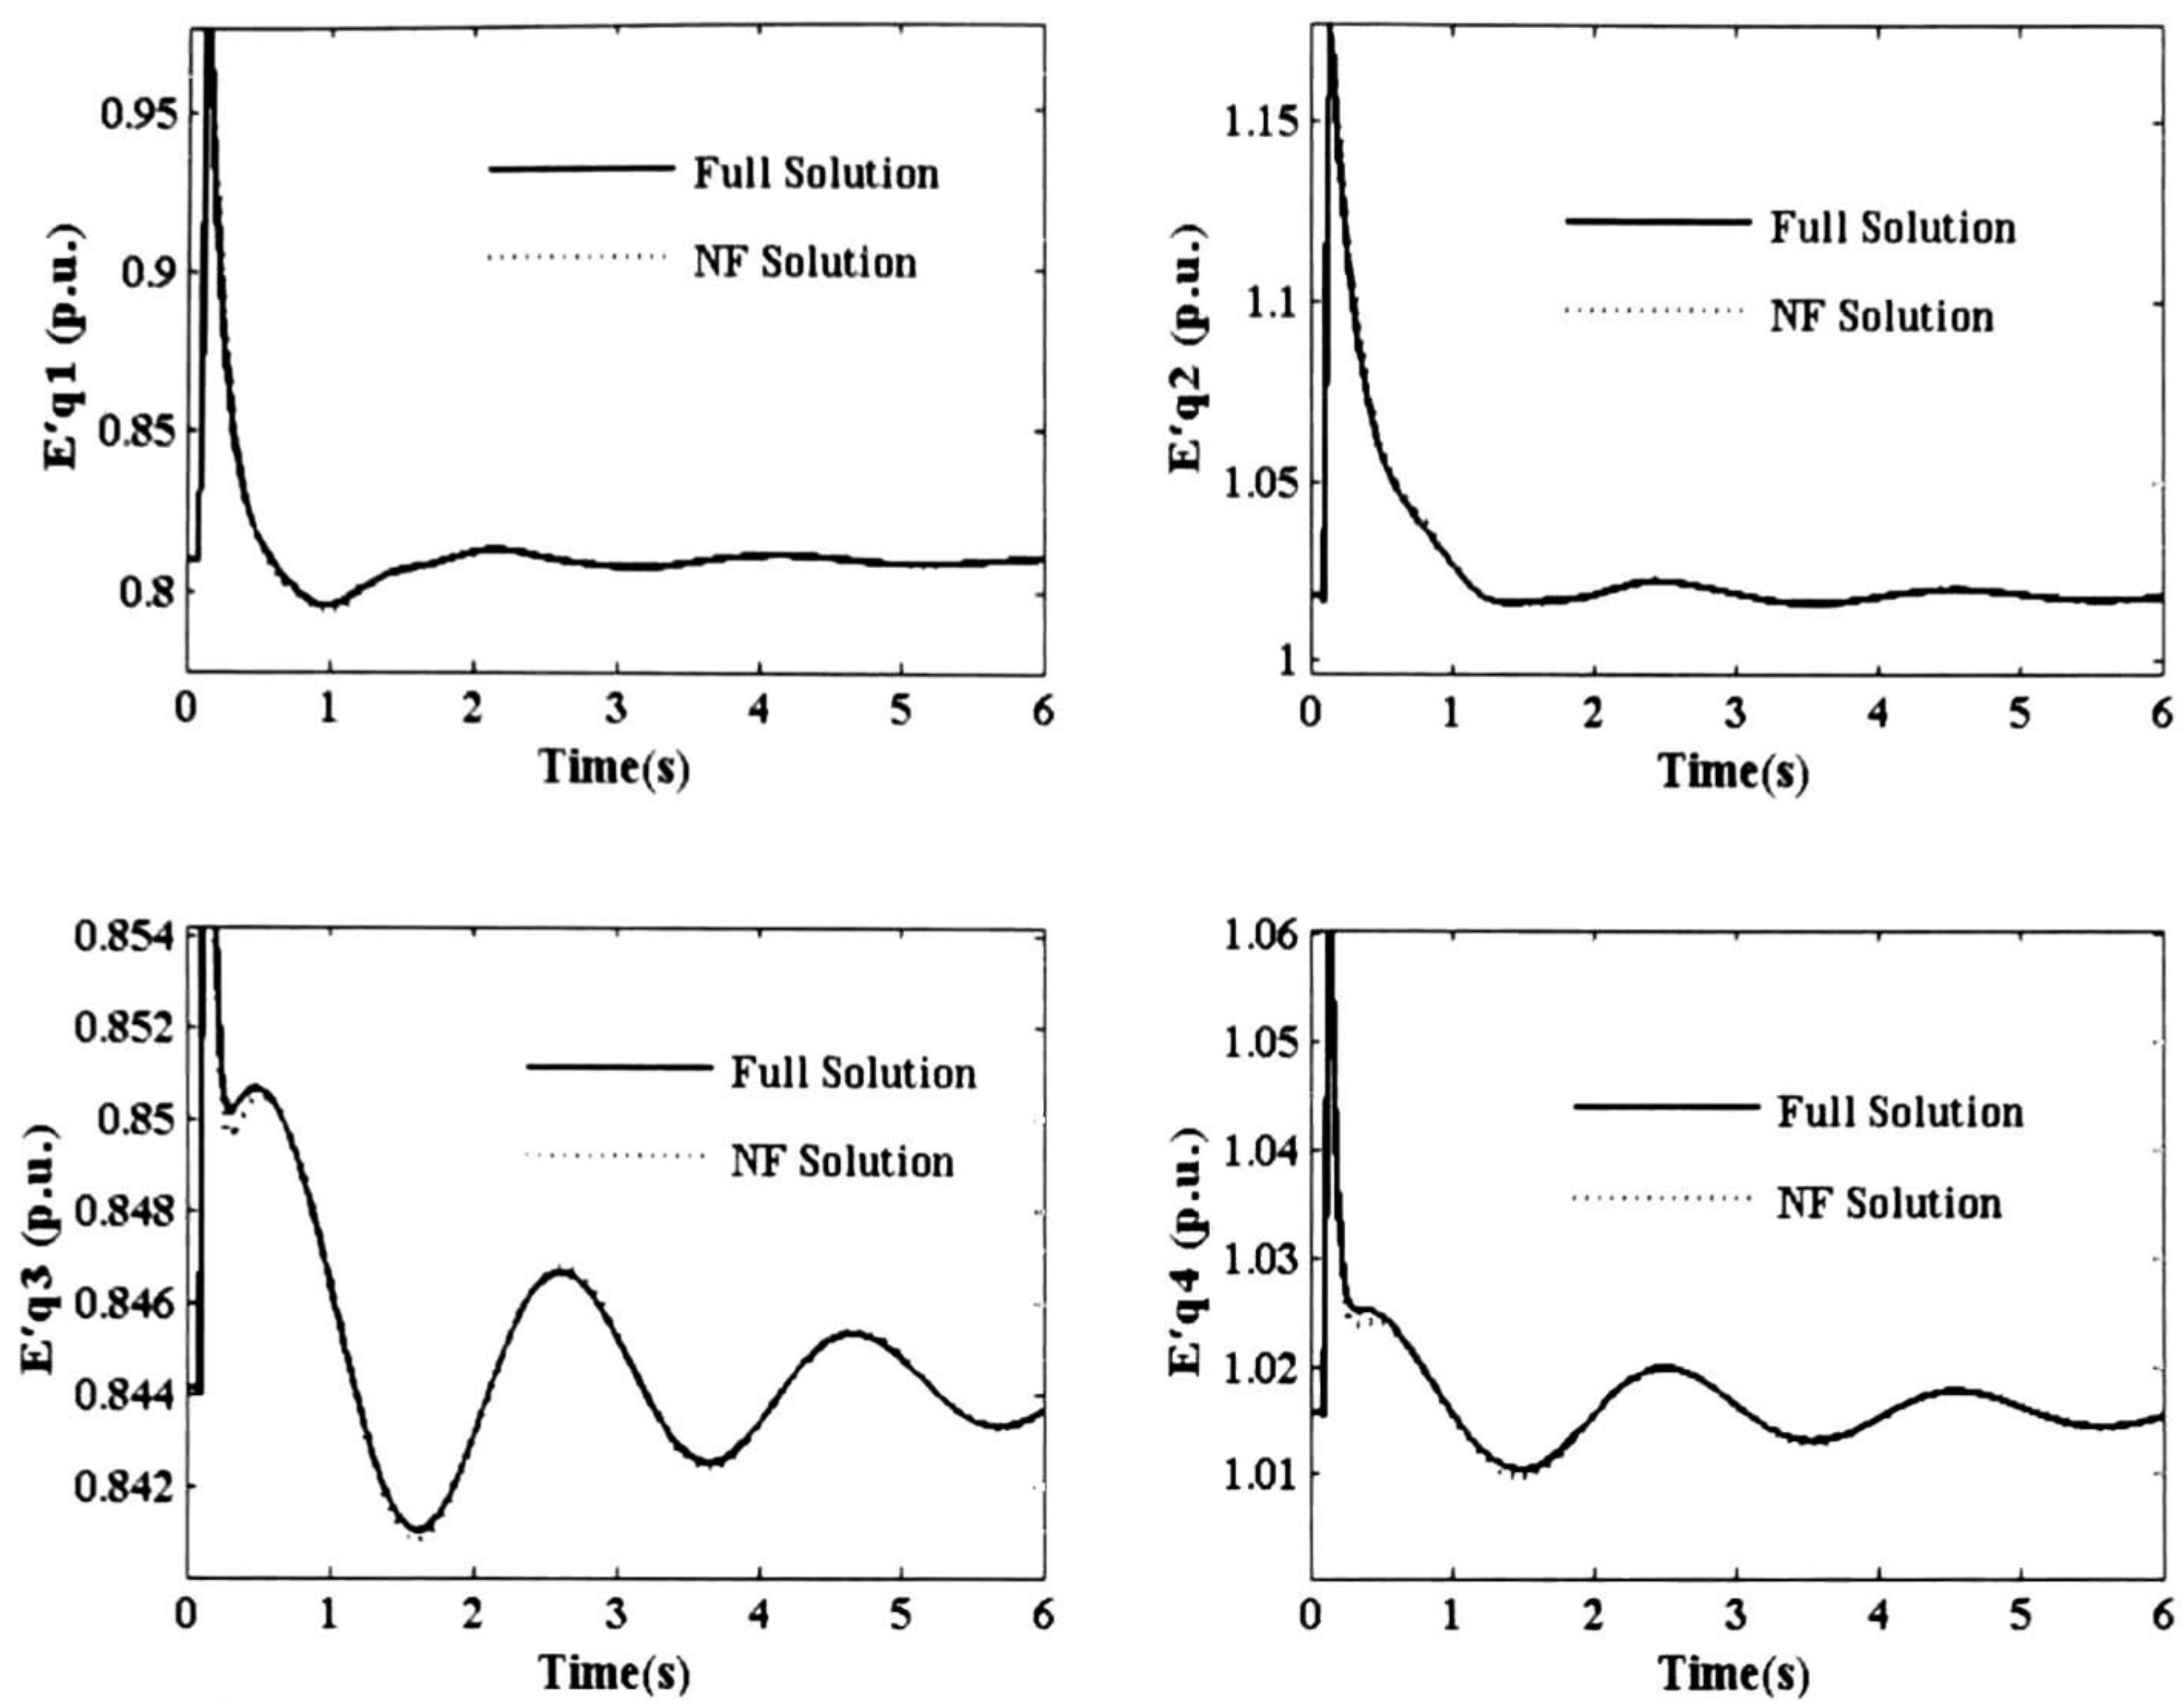 0.95
0.9
0.85
0.8
E'q1 (p.u.)
Full Solution
NF Solution
0 1 2 3 4 5 6
Time(s)
1.15
1.1
1.05
1
E'q2 (p.u.)
Full Solution
NF Solution
0 1 2 3 4 5 6
Time(s)
0.854
0.852
0.85
0.848
0.846
0.844
0.842
E'q3 (p.u.)
Full Solution
NF Solution
0 1 2 3 4 5 6
Time(s)
1.06
1.05
1.04
1.03
1.02
1.01
E'q4 (p.u.)
Full Solution
NF Solution
0 1 2 3 4 5 6
Time(s)